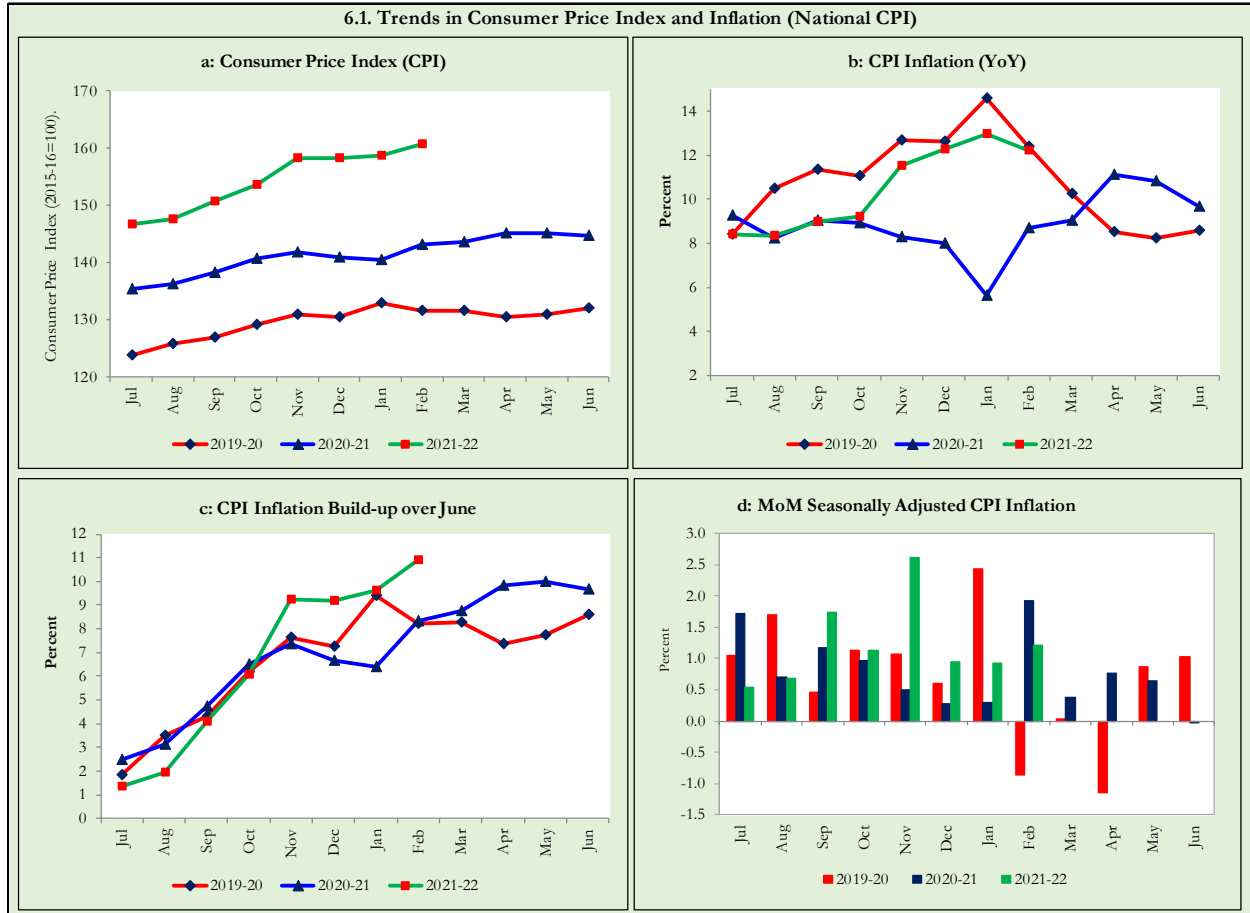 6.1. Trends in Consumer Price Index and Inflation (National CPI)
a: Consumer Price Index (CPI)
Consumer Price Index (2015-16=100).
170
160
150
140
130
120
Jul
Aug
Sep
Oct
Nov
Dec
Jan
Feb
Mar
Apr
May
Jun
2019-20 2020-21 2021-22
b: CPI Inflation (YoY)
Percent
14
12
10
8
6
4
2
Jul
Aug
Sep
Oct
Nov
Dec
Jan
Feb
Mar
Apr
May
Jun
2019-20 2020-21 2021-22
c: CPI Inflation Build-up over June
Percent
12
11
10
9
8
7
6
5
4
3
2
1
0
Jul
Aug
Sep
Oct
Nov
Dec
Jan
Feb
Mar
Apr
May
Jun
2019-20 2020-21 2021-22
d: MoM Seasonally Adjusted CPI Inflation
Percent
3.0
2.5
2.0
1.5
1.0
0.5
0.0
-0.5
-1.0
-1.5
Jul
Aug
Sep
Oct
Nov
Dec
Jan
Feb
Mar
Apr
May
Jun
2019-20 2020-21 2021-22